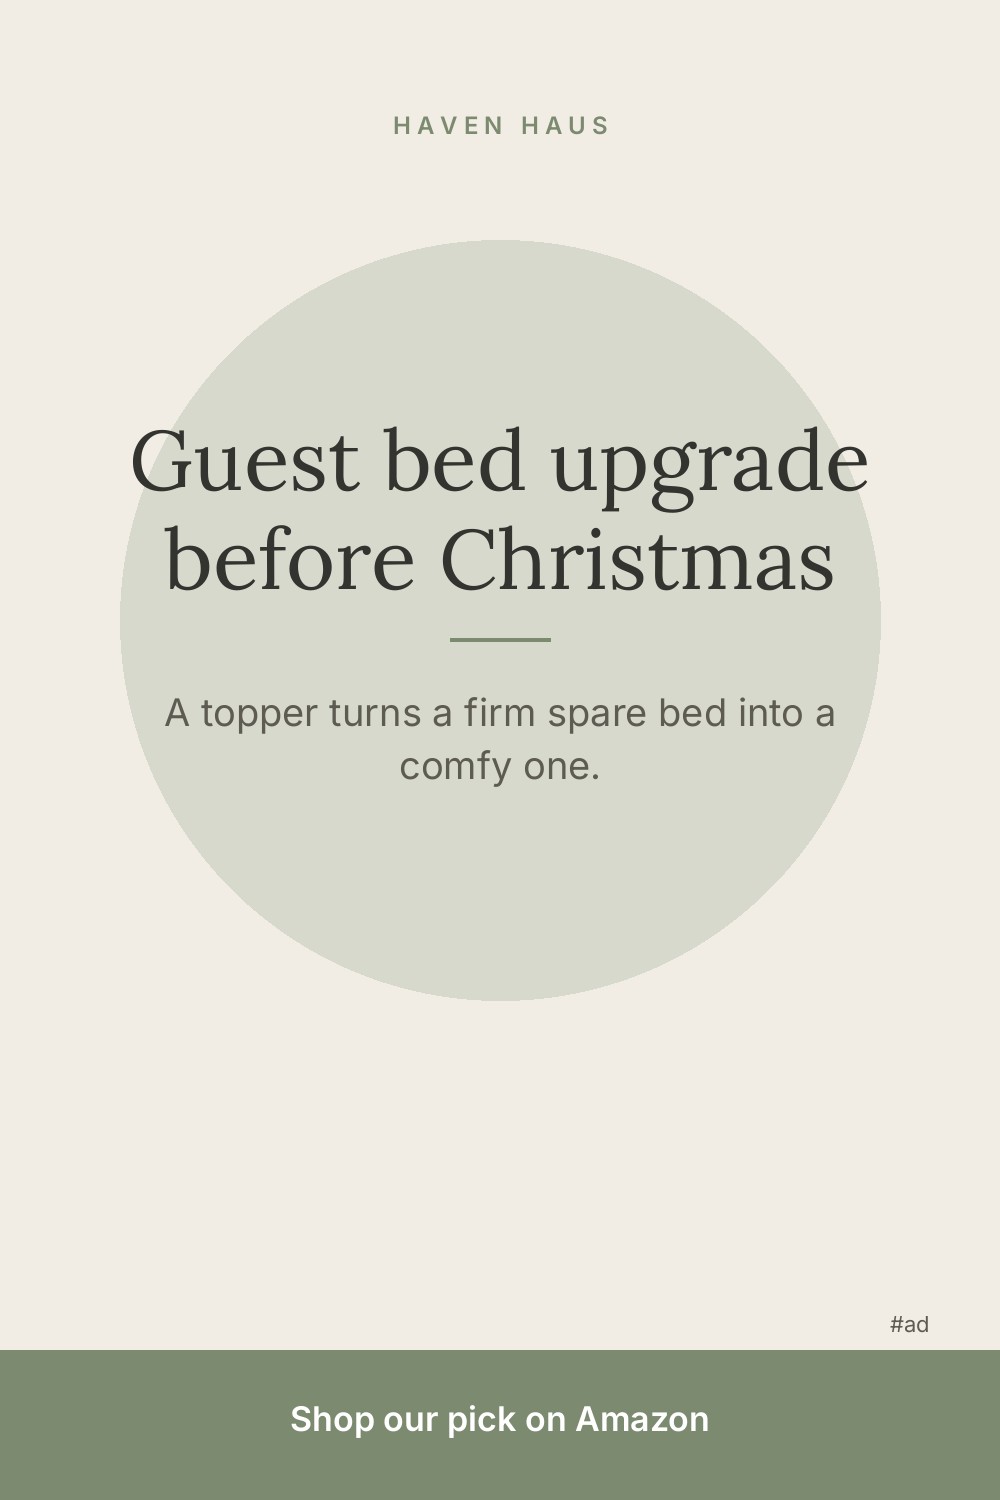 HAVEN HAUS
Guest bed upgrade
before Christmas
A topper turns a firm spare bed into a
comfy one.
#ad
Shop our pick on Amazon